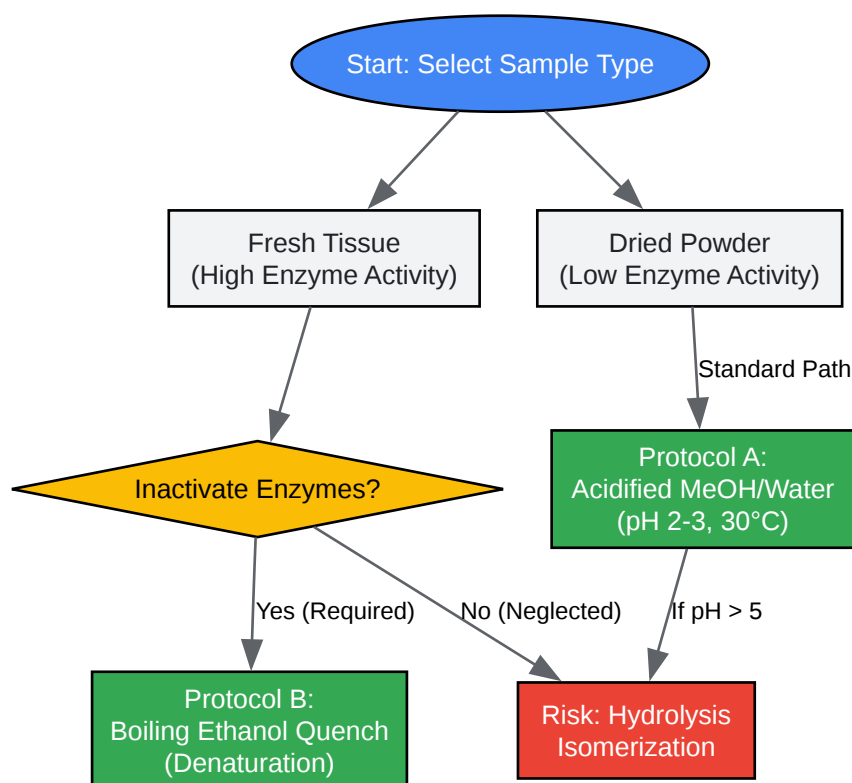 Start: Select Sample Type
Fresh Tissue
(High Enzyme Activity)
Dried Powder
(Low Enzyme Activity)
Standard Path
Inactivate Enzymes?
Protocol A:
Acidified MeOH/Water
(pH 2-3, 30°C)
Yes (Required)
No (Neglected)
If pH > 5
Protocol B:
Boiling Ethanol Quench
(Denaturation)
Risk: Hydrolysis
Isomerization